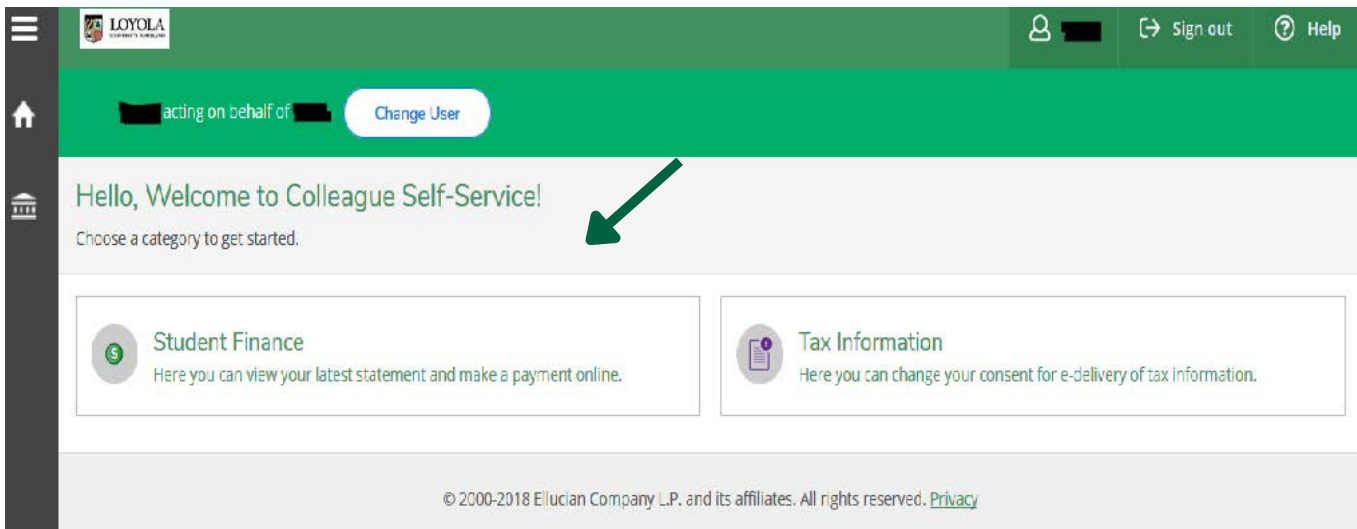 LOYOLA
UNIVERSITY MARYLAND
Sign out
Help
acting on behalf of
Change User
Hello, Welcome to Colleague Self-Service!
Choose a category to get started.
Student Finance
Here you can view your latest statement and make a payment online.
Tax Information
Here you can change your consent for e-delivery of tax information.
© 2000-2018 Ellucian Company L.P. and its affiliates. All rights reserved. Privacy